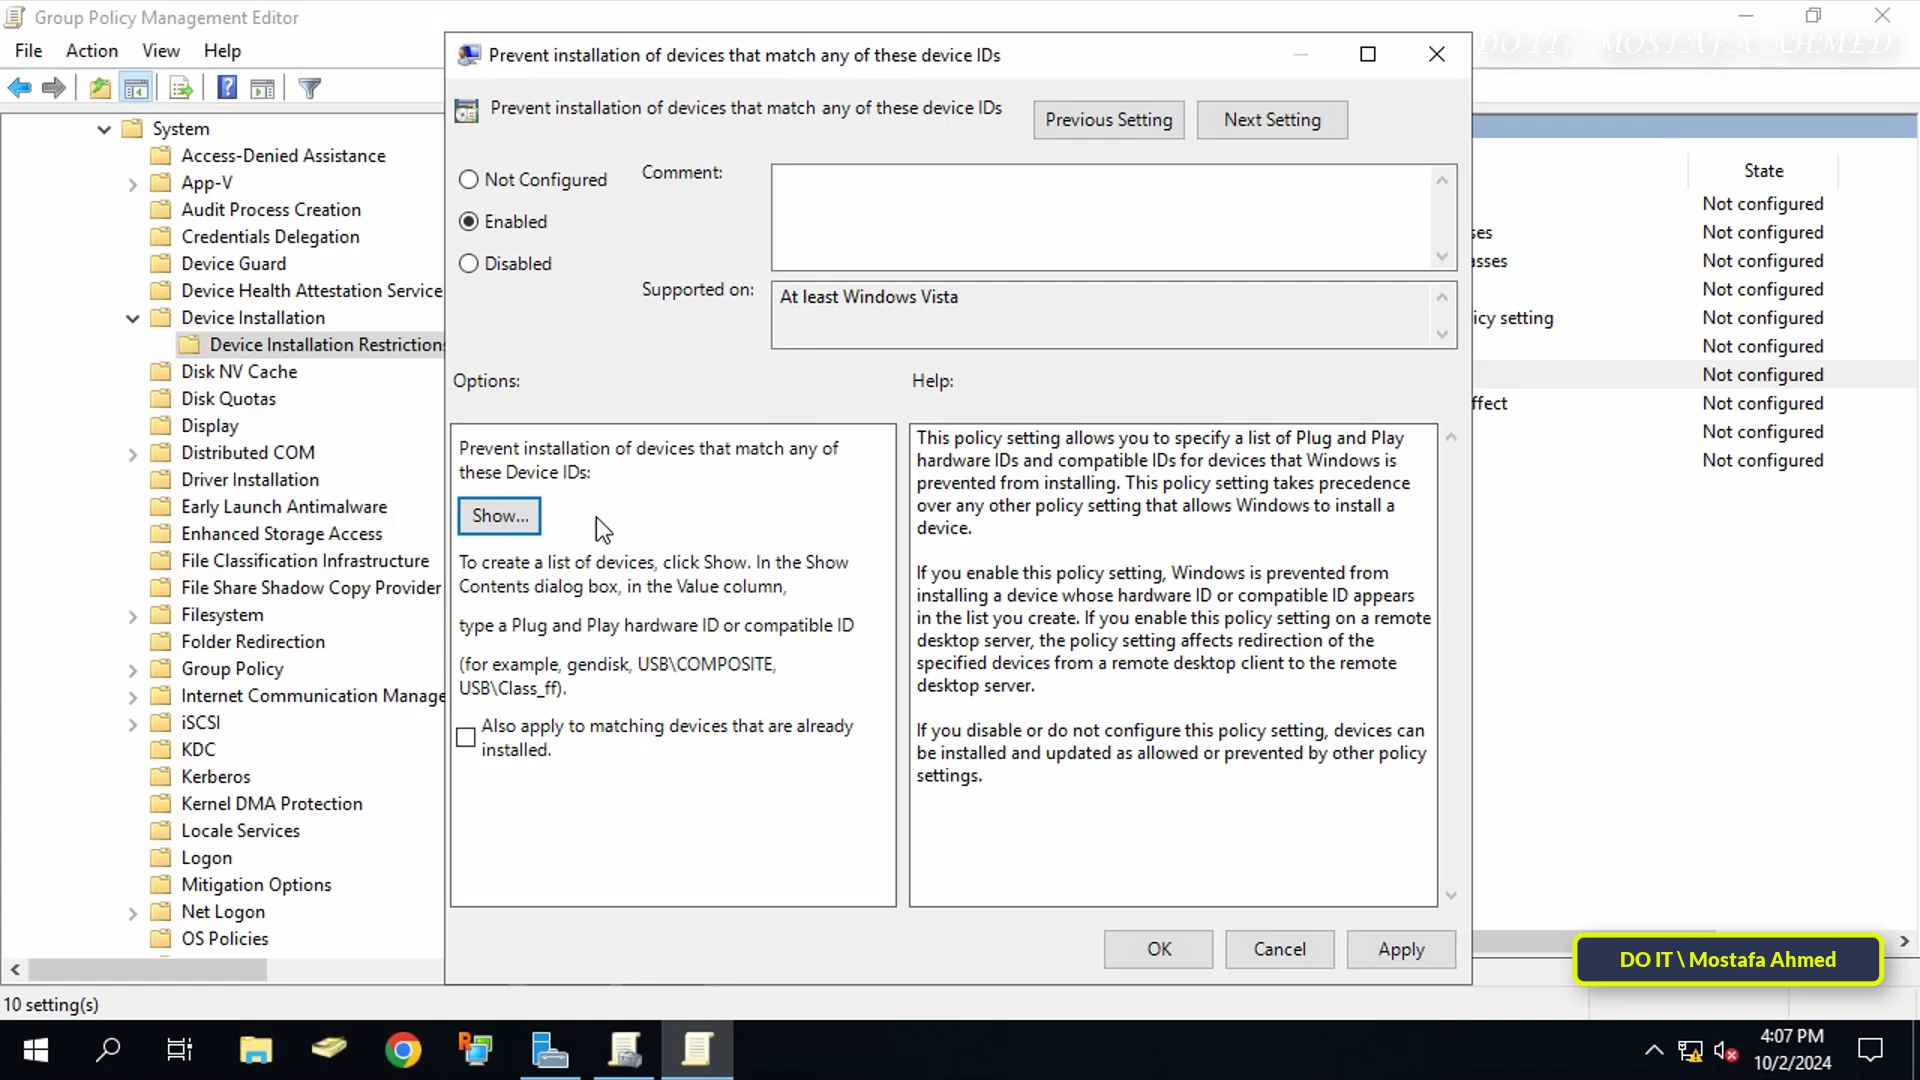 Group Policy Management Editor
File Action View Help
DO IT \ MOSTAFA AHMED
System
Access-Denied Assistance
App-V
Audit Process Creation
Credentials Delegation
Device Guard
Device Health Attestation Service
Device Installation
Device Installation Restrictions
Disk NV Cache
Disk Quotas
Display
Distributed COM
Driver Installation
Early Launch Antimalware
Enhanced Storage Access
File Classification Infrastructure
File Share Shadow Copy Provider
Filesystem
Folder Redirection
Group Policy
Internet Communication Manage
iSCSI
KDC
Kerberos
Kernel DMA Protection
Locale Services
Logon
Mitigation Options
Net Logon
OS Policies
10 setting(s)
Prevent installation of devices that match any of these device IDs
Prevent installation of devices that match any of these device IDs
Previous Setting
Next Setting
Not Configured
Enabled
Disabled
Comment:
Supported on:
At least Windows Vista
Options:
Help:
Prevent installation of devices that match any of
these Device IDs:
Show...
To create a list of devices, click Show. In the Show
Contents dialog box, in the Value column,
type a Plug and Play hardware ID or compatible ID
(for example, gendisk, USB\COMPOSITE,
USB\Class_ff).
Also apply to matching devices that are already
installed.
This policy setting allows you to specify a list of Plug and Play
hardware IDs and compatible IDs for devices that Windows is
prevented from installing. This policy setting takes precedence
over any other policy setting that allows Windows to install a
device.
If you enable this policy setting, Windows is prevented from
installing a device whose hardware ID or compatible ID appears
in the list you create. If you enable this policy setting on a remote
desktop server, the policy setting affects redirection of the
specified devices from a remote desktop client to the remote
desktop server.
If you disable or do not configure this policy setting, devices can
be installed and updated as allowed or prevented by other policy
settings.
OK
Cancel
Apply
State
Not configured
ses Not configured
asses Not configured
Not configured
icy setting Not configured
Not configured
Not configured
ffect Not configured
Not configured
Not configured
DO IT \ Mostafa Ahmed
4:07 PM
10/2/2024